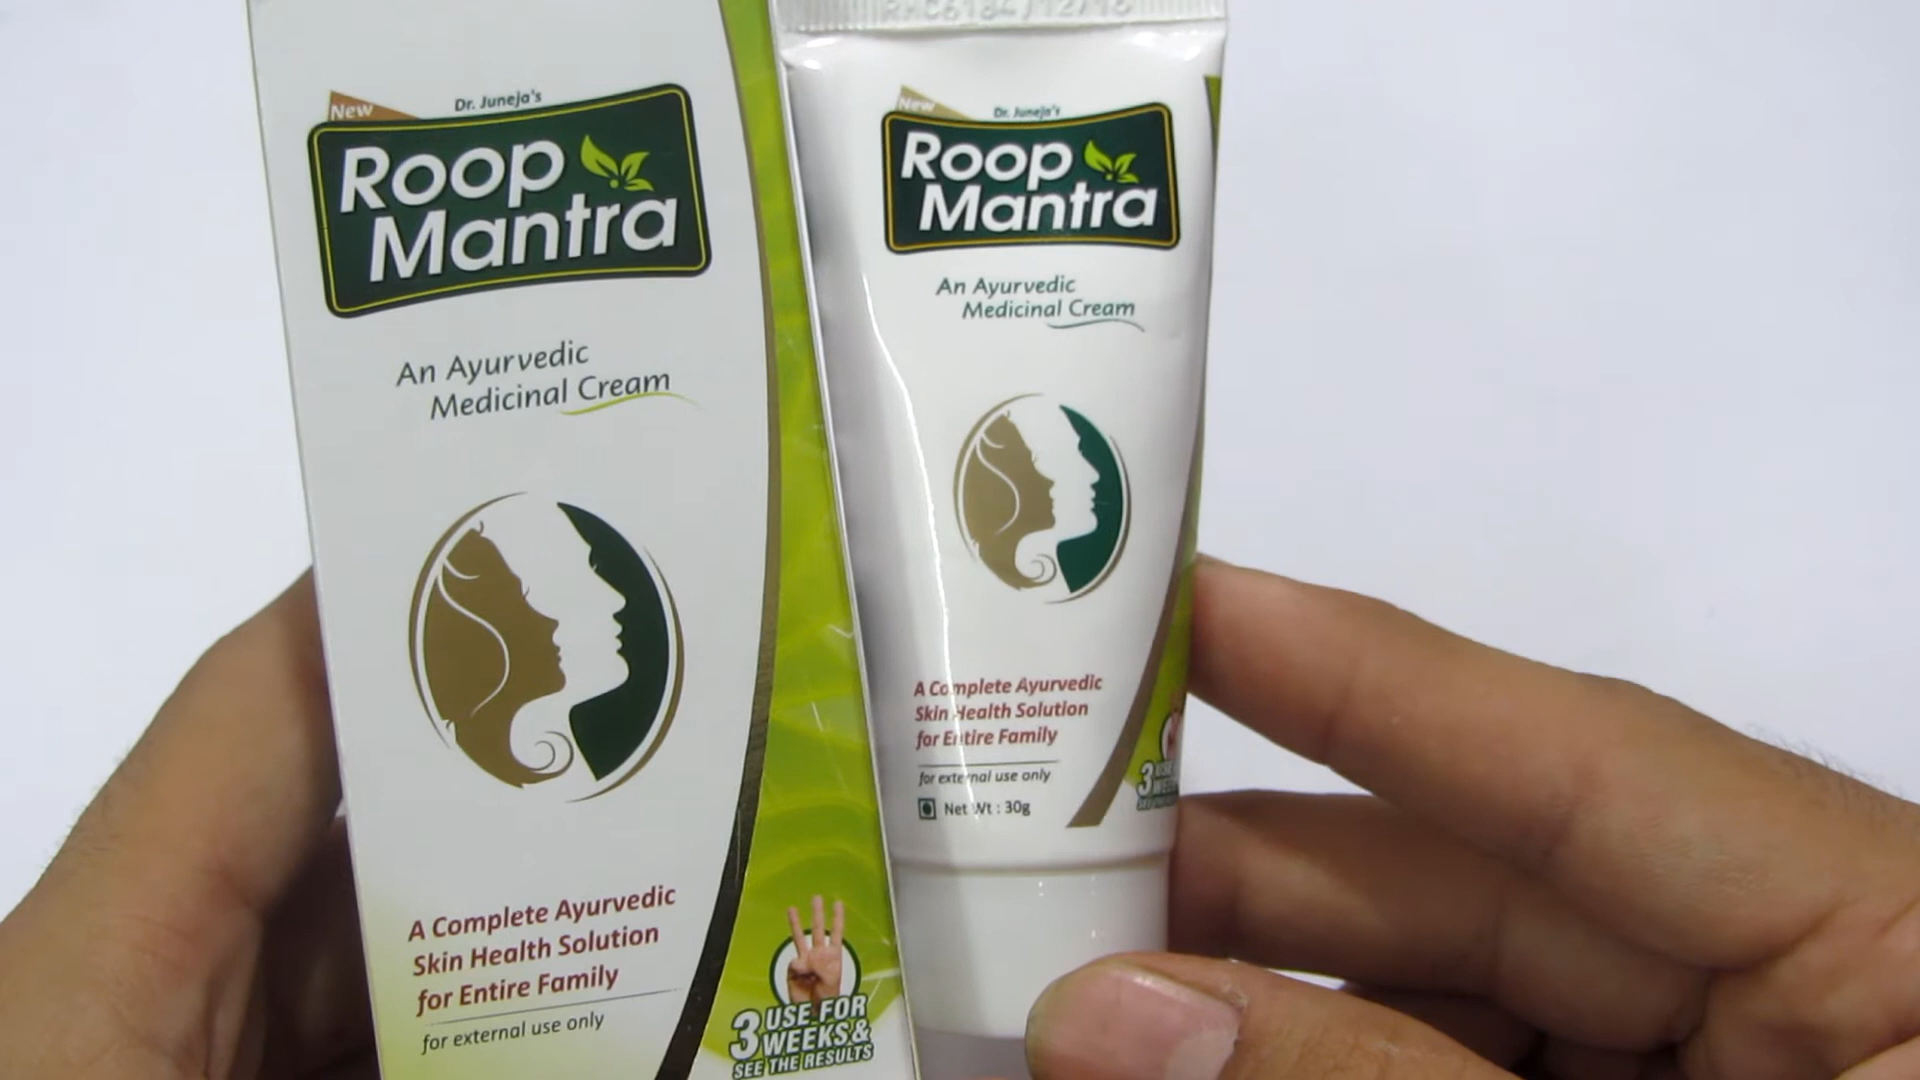 New
Dr. Juneja's
Roop
Mantra
An Ayurvedic
Medicinal Cream
A Complete Ayurvedic
Skin Health Solution
for Entire Family
for external use only
3 USE FOR
WEEKS &
SEE THE RESULTS
New
Dr. Juneja's
Roop
Mantra
An Ayurvedic
Medicinal Cream
A Complete Ayurvedic
Skin Health Solution
for Entire Family
for external use only
Net Wt : 30g
3